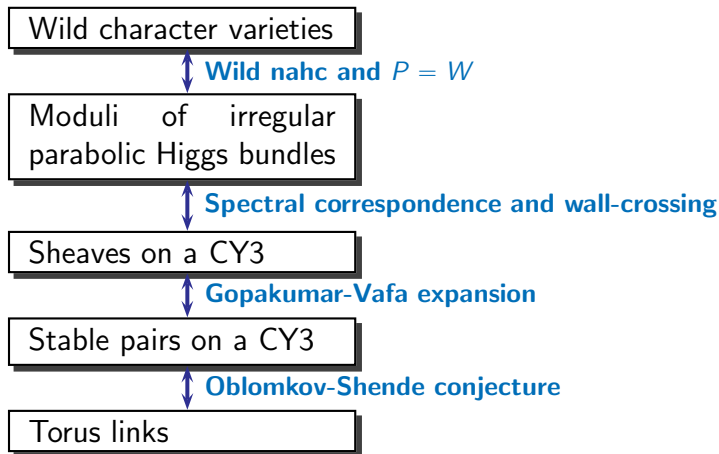 Wild character varieties
Wild nahc and P = W
Moduli of irregular
parabolic Higgs bundles
Spectral correspondence and wall-crossing
Sheaves on a CY3
Gopakumar-Vafa expansion
Stable pairs on a CY3
Oblomkov-Shende conjecture
Torus links